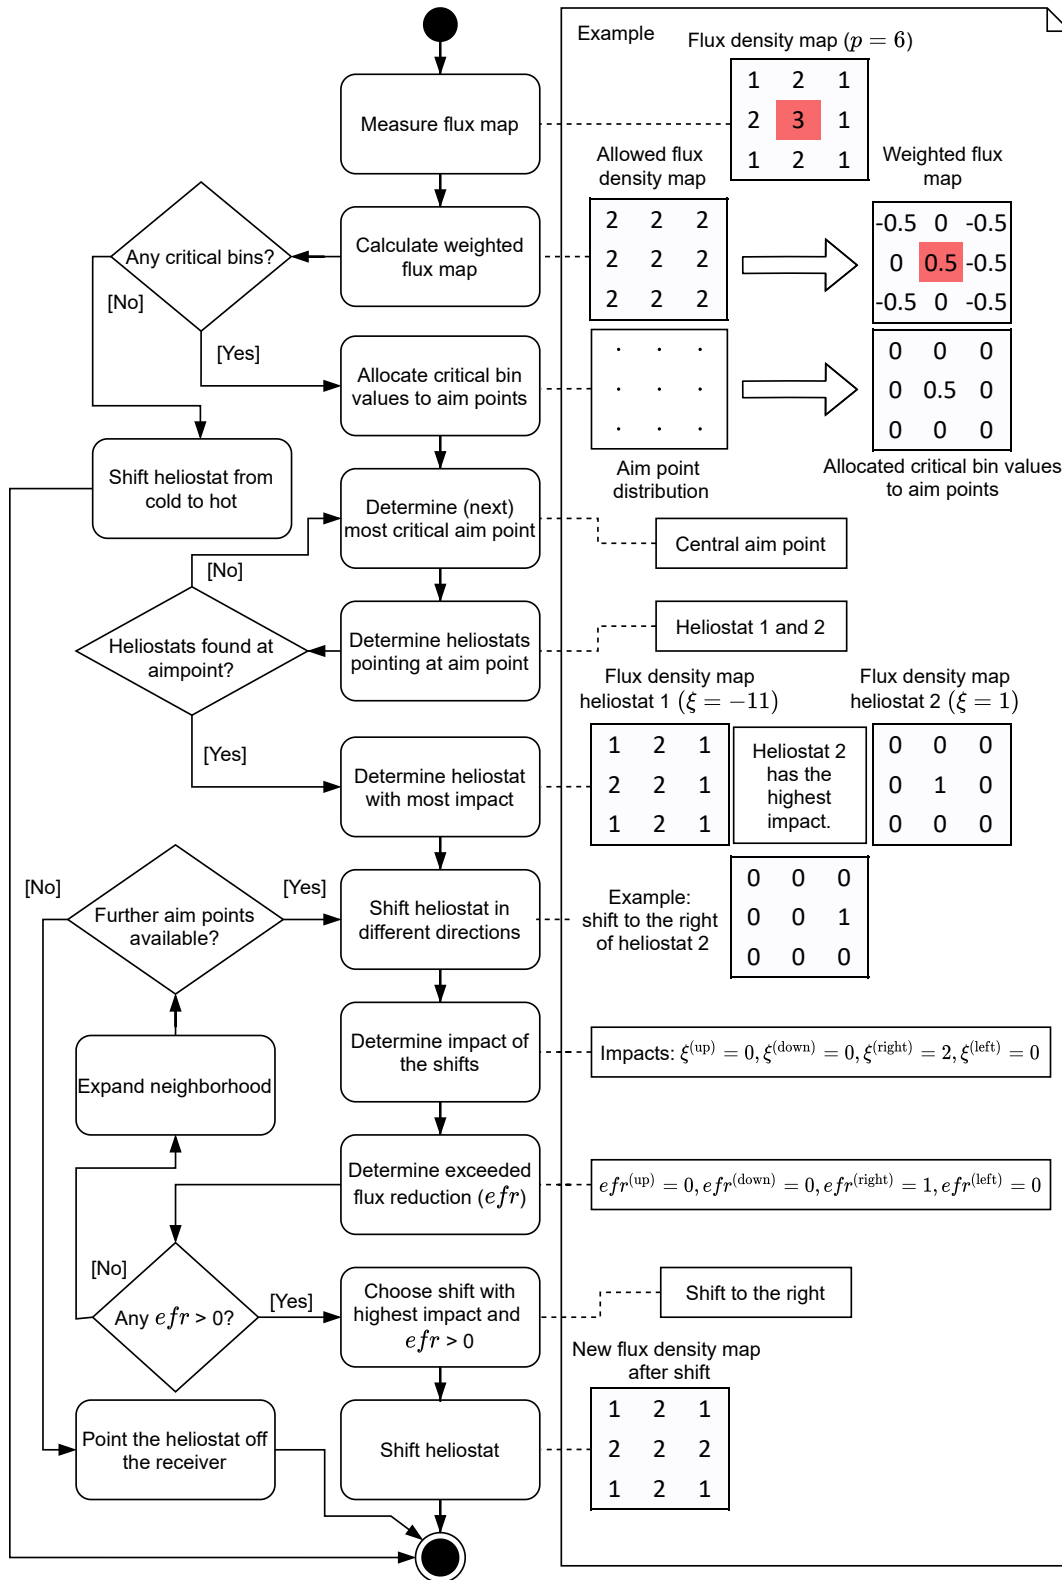 Example
Flux density map (p = 6)
1 2 1
2 3 1
1 2 1
Measure flux map
Allowed flux
density map
2 2 2
2 2 2
2 2 2
Weighted flux
map
-0.5 0 -0.5
0 0.5 -0.5
-0.5 0 -0.5
Calculate weighted
flux map
Any critical bins?
[No]
[Yes]
Allocate critical bin
values to aim points
. . .
. . .
. . .
Aim point
distribution
0 0 0
0 0.5 0
0 0 0
Allocated critical bin values
to aim points
Shift heliostat from
cold to hot
Determine (next)
most critical aim point
Central aim point
[No]
Heliostats found at
aimpoint?
Determine heliostats
pointing at aim point
Heliostat 1 and 2
[Yes]
Flux density map
heliostat 1 (ξ = −11)
1 2 1
2 2 1
1 2 1
Heliostat 2
has the
highest
impact.
Flux density map
heliostat 2 (ξ = 1)
0 0 0
0 1 0
0 0 0
Determine heliostat
with most impact
[No]
[Yes]
Further aim points
available?
Shift heliostat in
different directions
Example:
shift to the right
of heliostat 2
0 0 0
0 0 1
0 0 0
Expand neighborhood
Determine impact of
the shifts
Impacts: ξ(up) = 0, ξ(down) = 0, ξ(right) = 2, ξ(left) = 0
Determine exceeded
flux reduction (efr)
efr(up) = 0, efr(down) = 0, efr(right) = 1, efr(left) = 0
[No]
Any efr > 0?
[Yes]
Choose shift with
highest impact and
efr > 0
Shift to the right
New flux density map
after shift
1 2 1
2 2 2
1 2 1
Point the heliostat off
the receiver
Shift heliostat